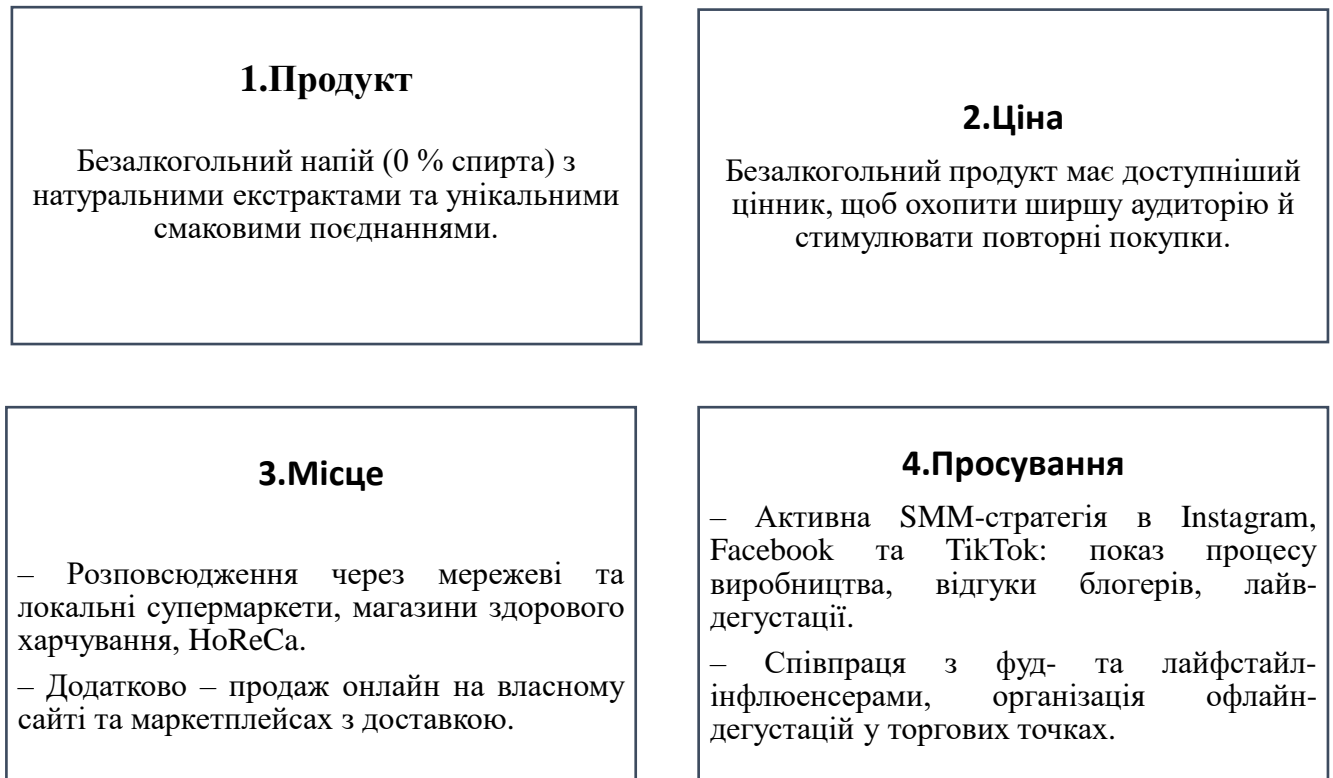 1.Продукт
Безалкогольний напій (0 % спирта) з
натуральними екстрактами та унікальними
смаковими поєднаннями.
2.Ціна
Безалкогольний продукт має доступніший
цінник, щоб охопити ширшу аудиторію й
стимулювати повторні покупки.
3.Місце
– Розповсюдження через мережеві та
локальні супермаркети, магазини здорового
харчування, HoReCa.
– Додатково – продаж онлайн на власному
сайті та маркетплейсах з доставкою.
4.Просування
– Активна SMM-стратегія в Instagram,
Facebook та TikTok: показ процесу
виробництва, відгуки блогерів, лайв-
дегустації.
– Співпраця з фуд- та лайфстайл-
інфлюенсерами, організація офлайн-
дегустацій у торгових точках.